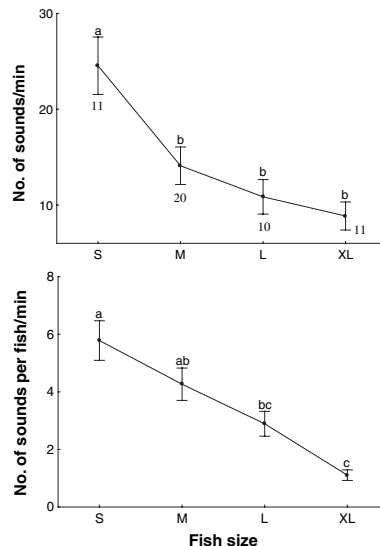 No. of sounds/min
30
20
10
a
11
b
20
b
10
b
11
S M L XL
No. of sounds per fish/min
8
6
4
2
0
a
ab
bc
c
S M L XL
Fish size